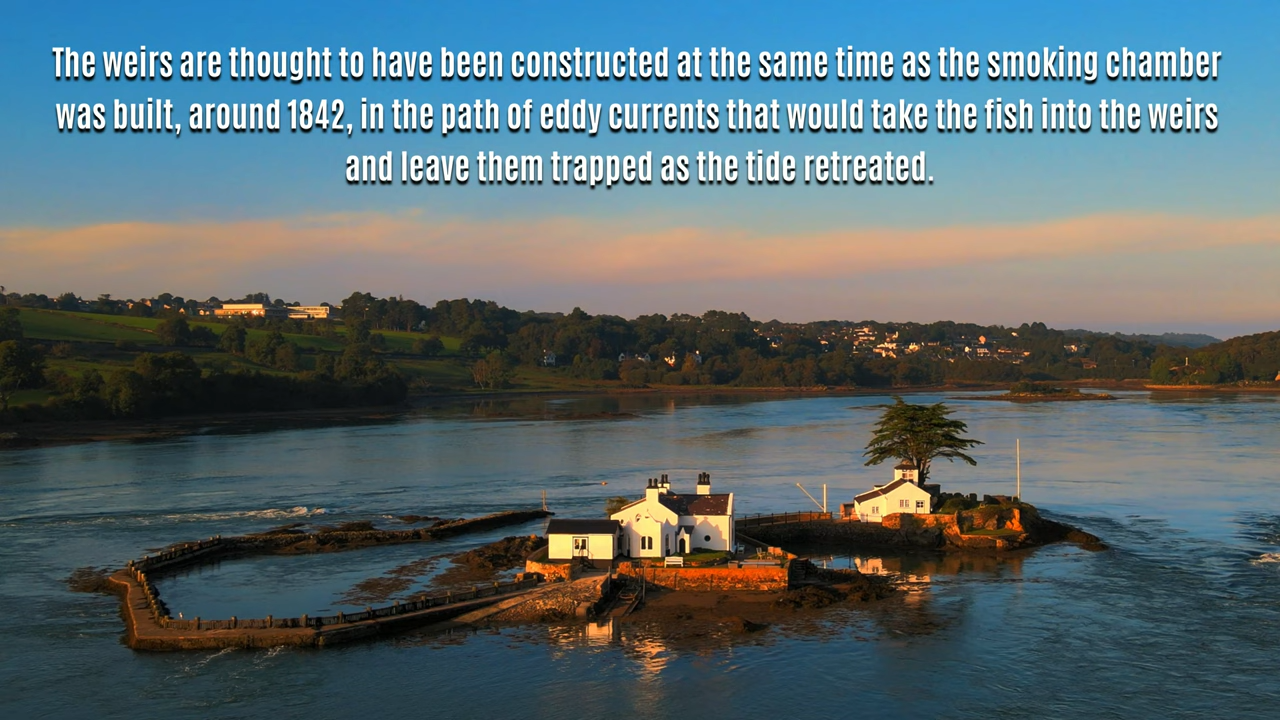 The weirs are thought to have been constructed at the same time as the smoking chamber
was built, around 1842, in the path of eddy currents that would take the fish into the weirs
and leave them trapped as the tide retreated.